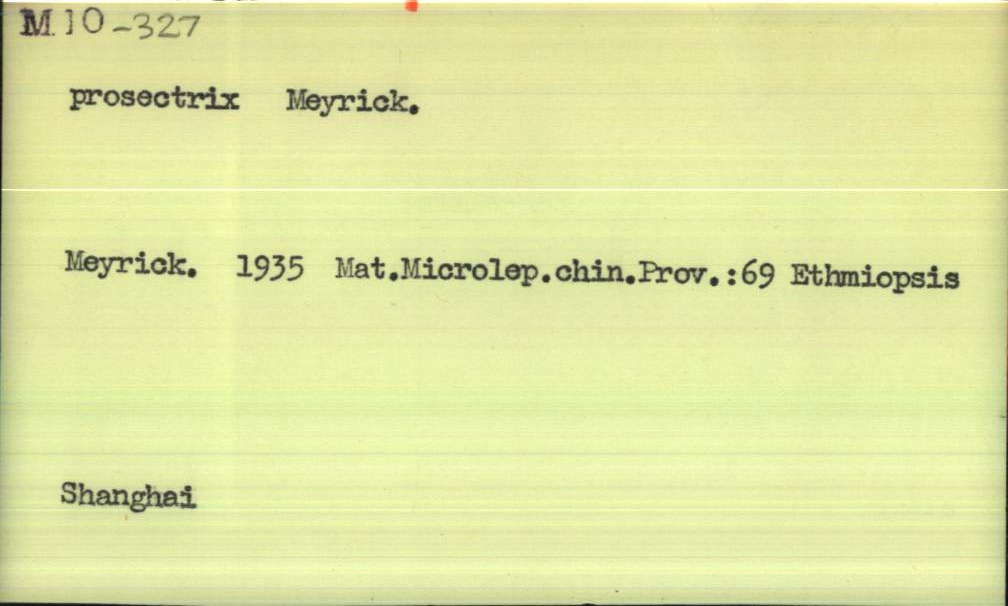 M 10-327
prosectrix Meyrick.
Meyrick. 1935 Mat.Microlep.chin.Prov.:69 Ethmiopsis
Shanghai